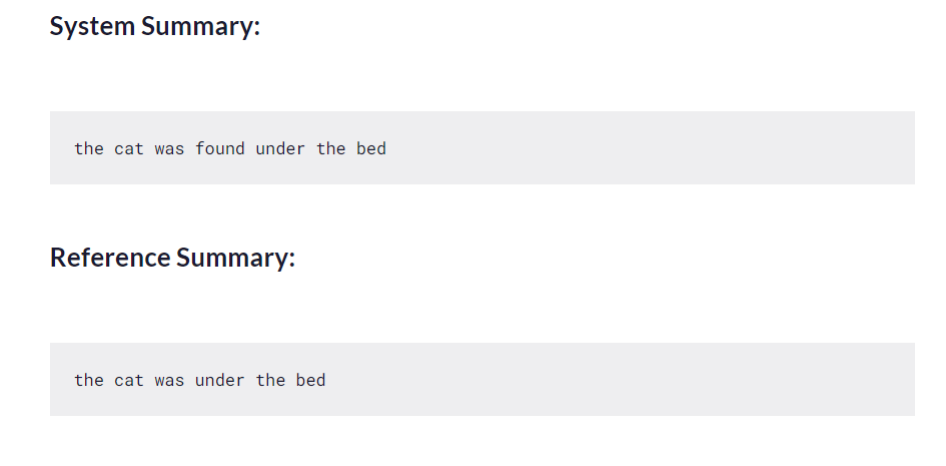 System Summary:
the cat was found under the bed
Reference Summary:
the cat was under the bed